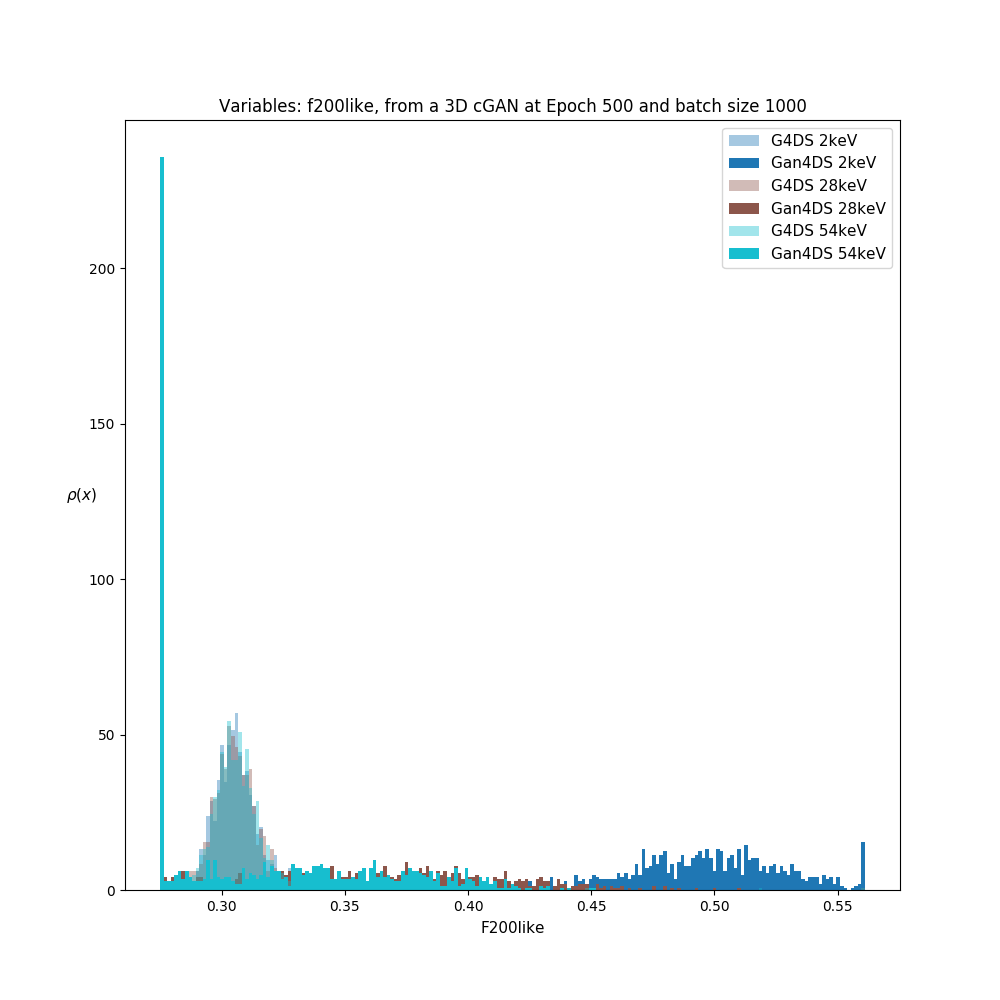 Variables: f200like, from a 3D cGAN at Epoch 500 and batch size 1000
G4DS 2keV
Gan4DS 2keV
G4DS 28keV
Gan4DS 28keV
G4DS 54keV
Gan4DS 54keV
200
150
ρ(x)
100
50
0
0.30 0.35 0.40 0.45 0.50 0.55
F200like